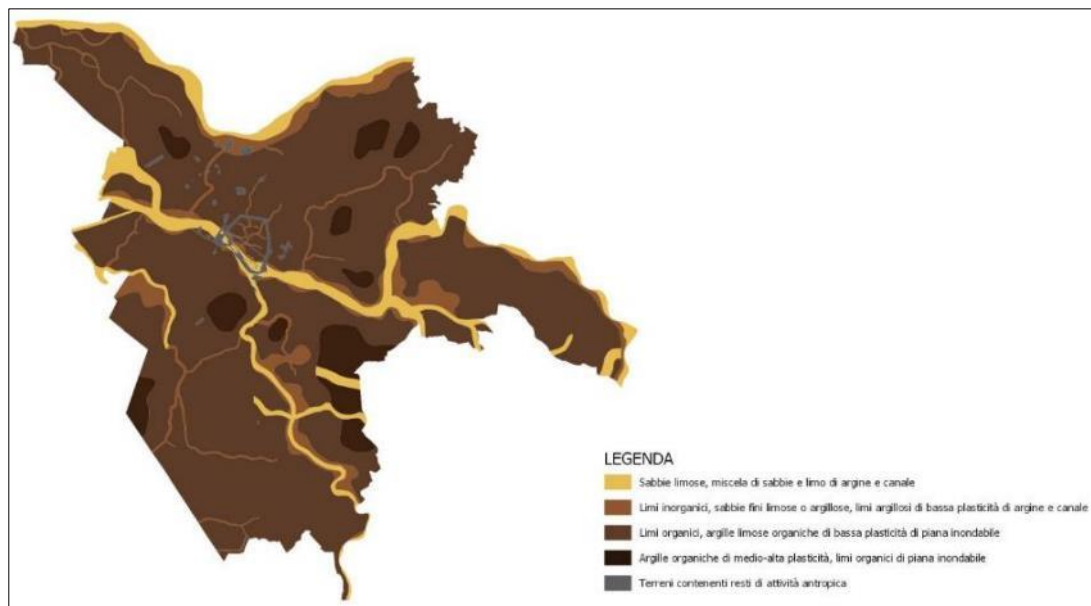 LEGENDA
Sabbie limose, miscela di sabbie e limo di argine e canale
Limi inorganici, sabbie fini limose o argillose, limi argillosi di bassa plasticità di argine e canale
Limi organici, argille limose organiche di bassa plasticità di piana inondabile
Argille organiche di medio-alta plasticità, limi organici di piana inondabile
Terreni contenenti resti di attività antropica